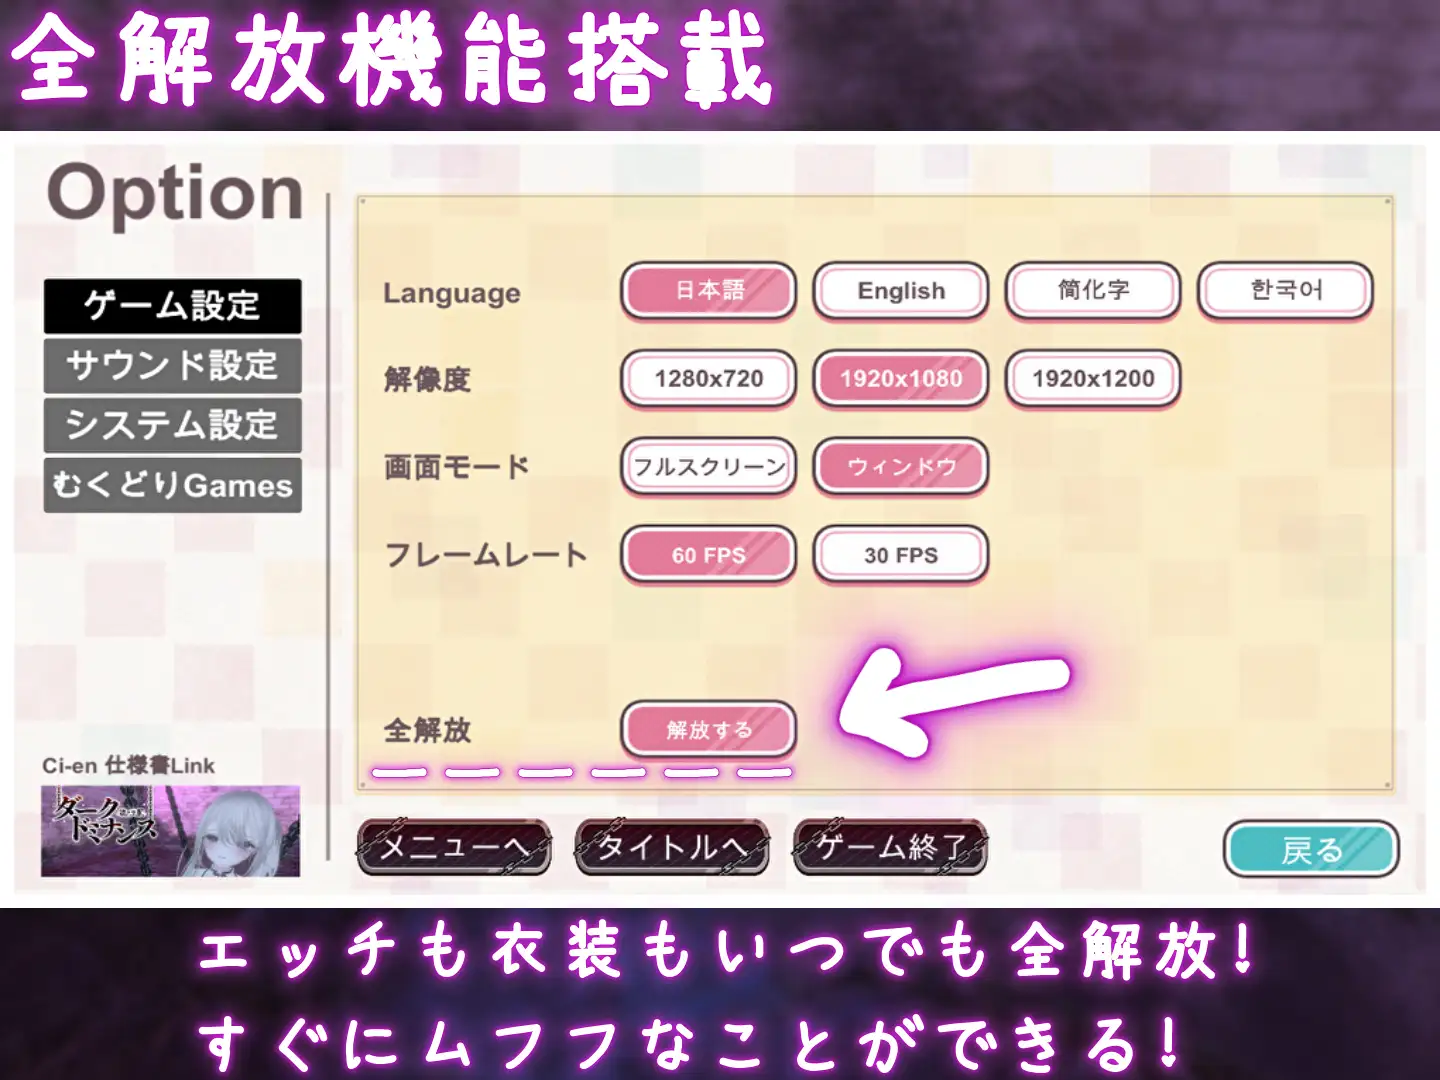 全解放機能搭載
Option
ゲーム設定
サウンド設定
システム設定
むくどりGames
Language 日本語 English 简化字 한국어
解像度 1280x720 1920x1080 1920x1200
画面モード フルスクリーン ウィンドウ
フレームレート 60 FPS 30 FPS
全解放 解放する
Ci-en 仕様書Link
ダーク
ドミナンス
メニューへ タイトルへ ゲーム終了 戻る
エッチも衣装もいつでも全解放!
すぐにムフフなことができる!